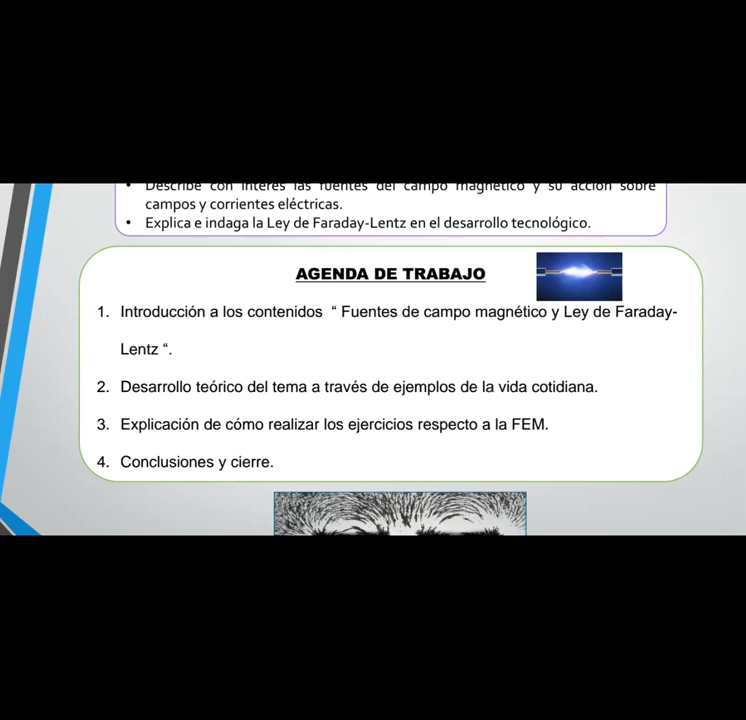 • Describe con interés las fuentes del campo magnético y su acción sobre
campos y corrientes eléctricas.
• Explica e indaga la Ley de Faraday-Lentz en el desarrollo tecnológico.
AGENDA DE TRABAJO
1. Introducción a los contenidos “ Fuentes de campo magnético y Ley de Faraday-
Lentz “.
2. Desarrollo teórico del tema a través de ejemplos de la vida cotidiana.
3. Explicación de cómo realizar los ejercicios respecto a la FEM.
4. Conclusiones y cierre.